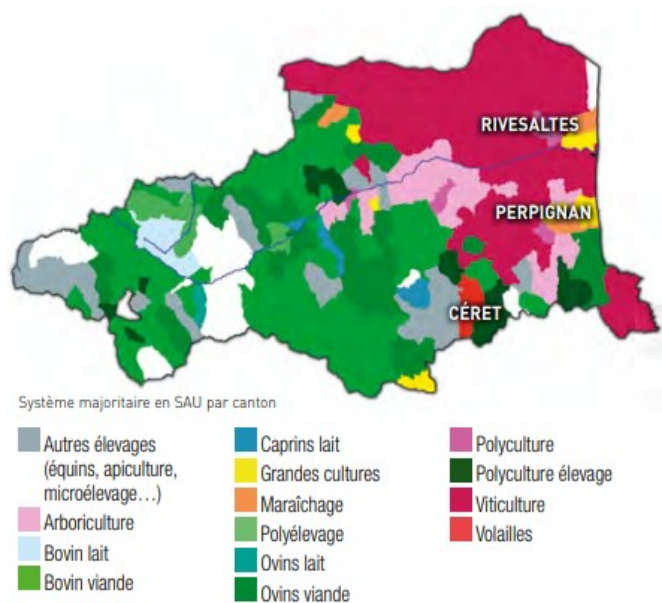 RIVESALTES
PERPIGNAN
CÉRET
Système majoritaire en SAU par canton
Autres élevages
(équins, apiculture,
microélevage…)
Arboriculture
Bovin lait
Bovin viande
Caprins lait
Grandes cultures
Maraîchage
Polyélevage
Ovins lait
Ovins viande
Polyculture
Polyculture élevage
Viticulture
Volailles